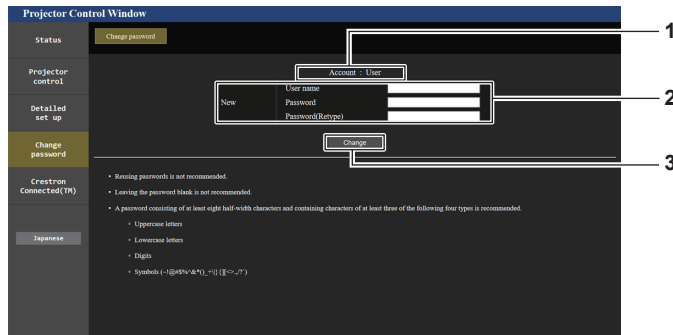 Projector Control Window
Status
Change password
1
Projector
control
Account : User
User name
New
Password
2
Password(Retype)
Detailed
set up
Change
password
Change
3
Crestron
Connected(TM)
Japanese
• Reusing passwords is not recommended.
• Leaving the password blank is not recommended.
• A password consisting of at least eight half-width characters and containing characters of at least three of the following four types is recommended.
• Uppercase letters
• Lowercase letters
• Digits
• Symbols (~!@#$%^&*()_+\|}{][<>.,/?`)